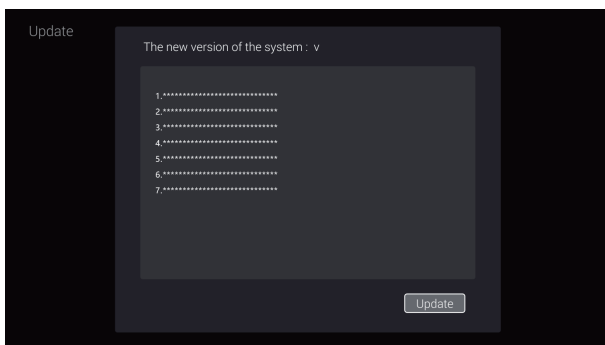 Update
The new version of the system : v
1.*****************************
2.*****************************
3.*****************************
4.*****************************
5.*****************************
6.*****************************
7.*****************************
Update